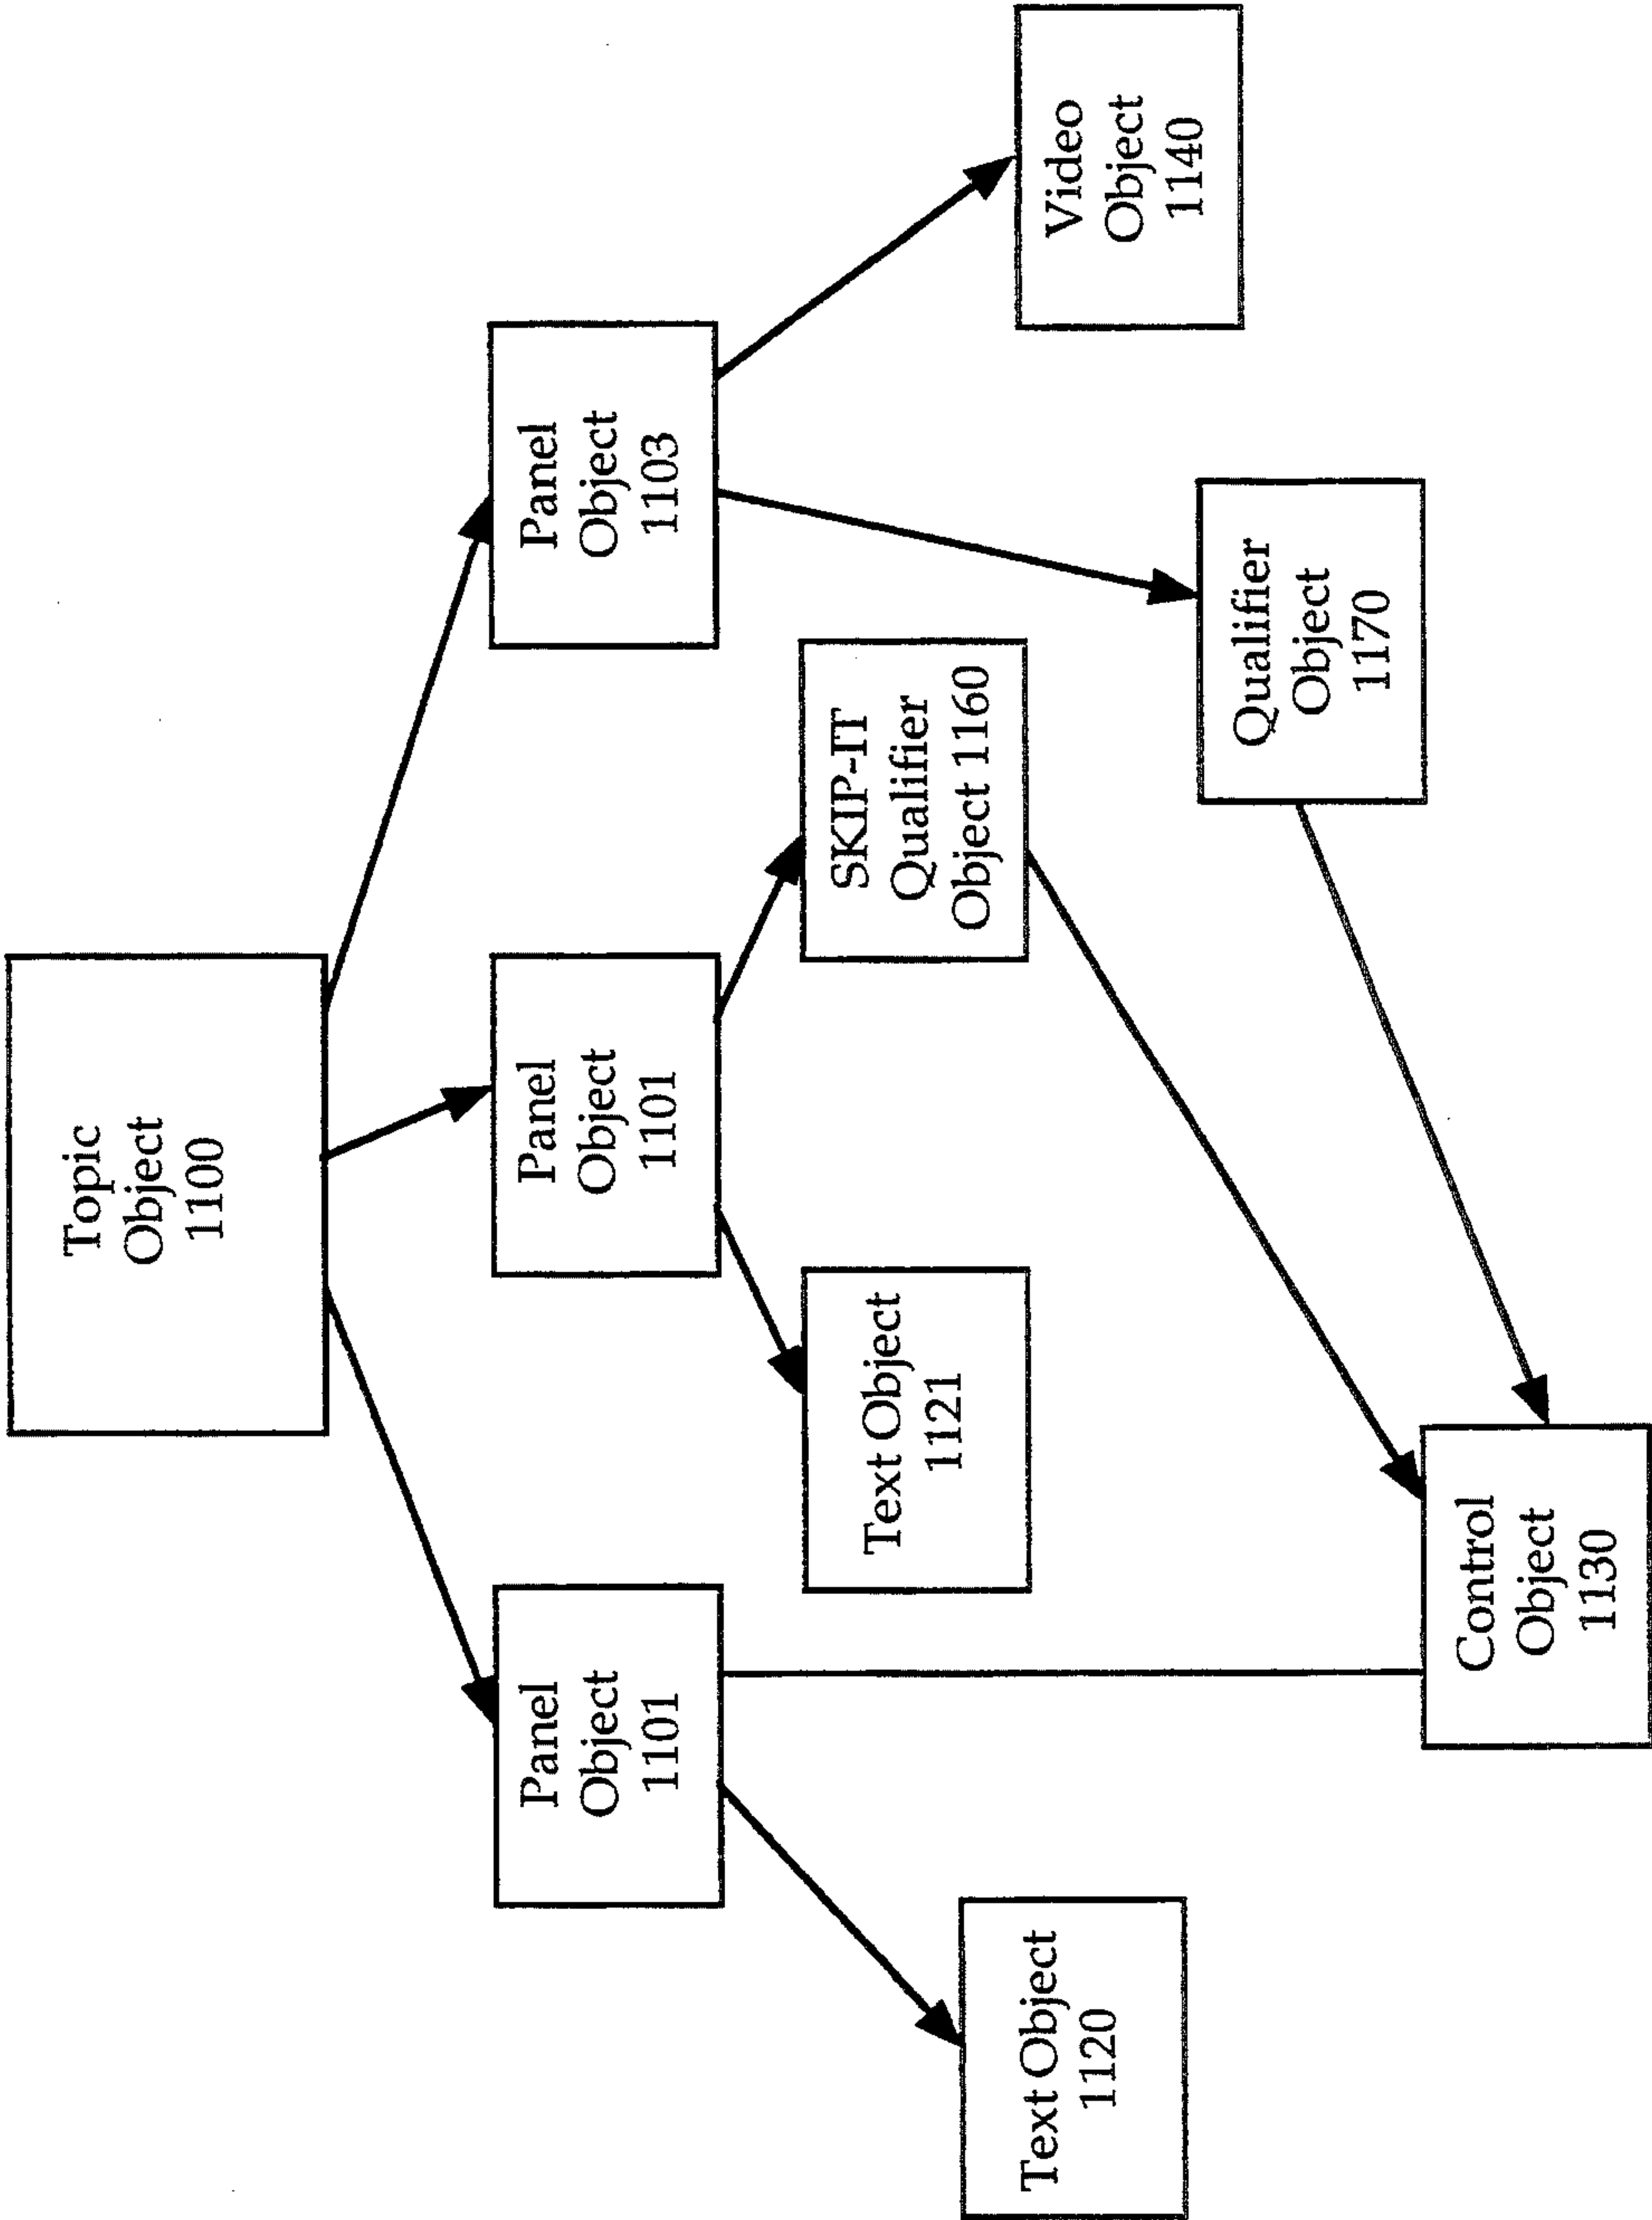 Topic
Object
1100
Panel
Object
1101
Panel
Object
1101
Panel
Object
1103
Text Object
1121
SKIP-IT
Qualifier
Object 1160
Text Object
1120
Video
Object
1140
Qualifier
Object
1170
Control
Object
1130